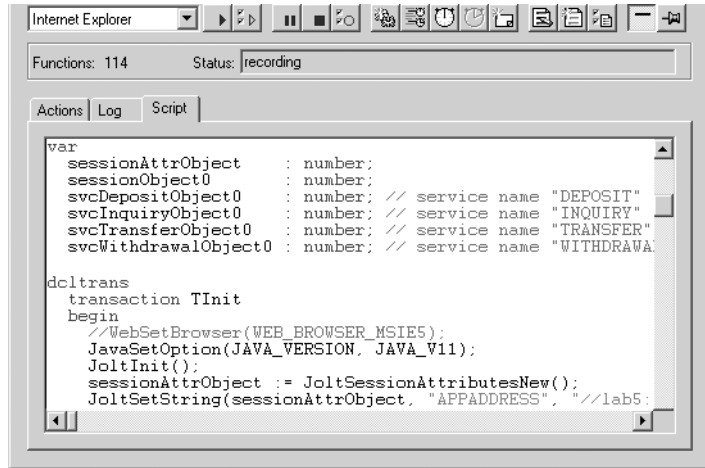 Internet Explorer
Functions: 114 Status: recording
Actions Log Script
var
sessionAttrObject : number;
sessionObject0 : number;
svcDepositObject0 : number; // service name "DEPOSIT"
svcInquiryObject0 : number; // service name "INQUIRY"
svcTransferObject0 : number; // service name "TRANSFER"
svcWithdrawalObject0 : number; // service name "WITHDRAWA
dcltrans
transaction TInit
begin
//WebSetBrowser(WEB_BROWSER_MSIE5);
JavaSetOption(JAVA_VERSION, JAVA_V11);
JoltInit();
sessionAttrObject := JoltSessionAttributesNew();
JoltSetString(sessionAttrObject, "APPADDRESS", "//lab5: